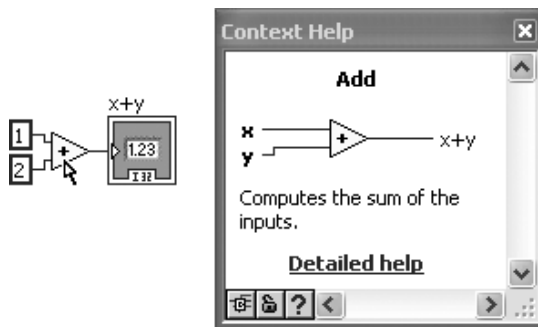 x+y
1
2
+
1.23
I32
Context Help
Add
x
y
+
x+y
Computes the sum of the
inputs.
Detailed help
?